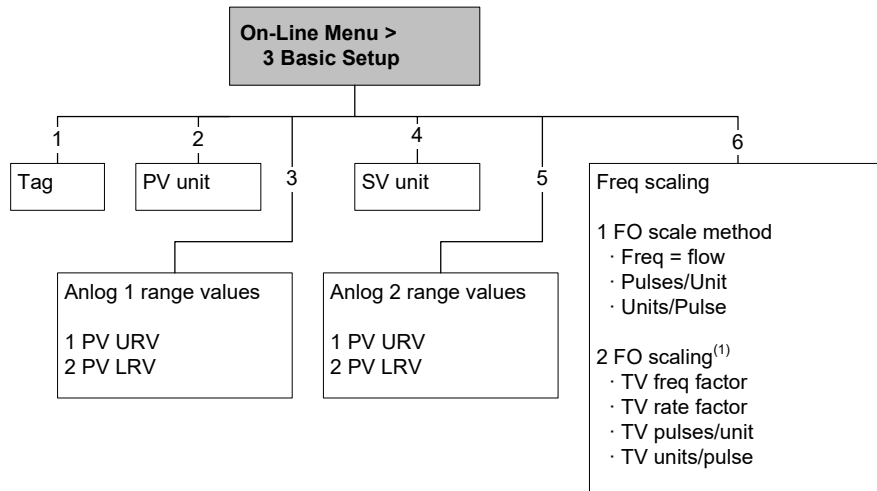 On-Line Menu >
3 Basic Setup
1
Tag
2
PV unit
3
Anlog 1 range values
1 PV URV
2 PV LRV
4
SV unit
5
Anlog 2 range values
1 PV URV
2 PV LRV
6
Freq scaling
1 FO scale method
· Freq = flow
· Pulses/Unit
· Units/Pulse
2 FO scaling(1)
· TV freq factor
· TV rate factor
· TV pulses/unit
· TV units/pulse